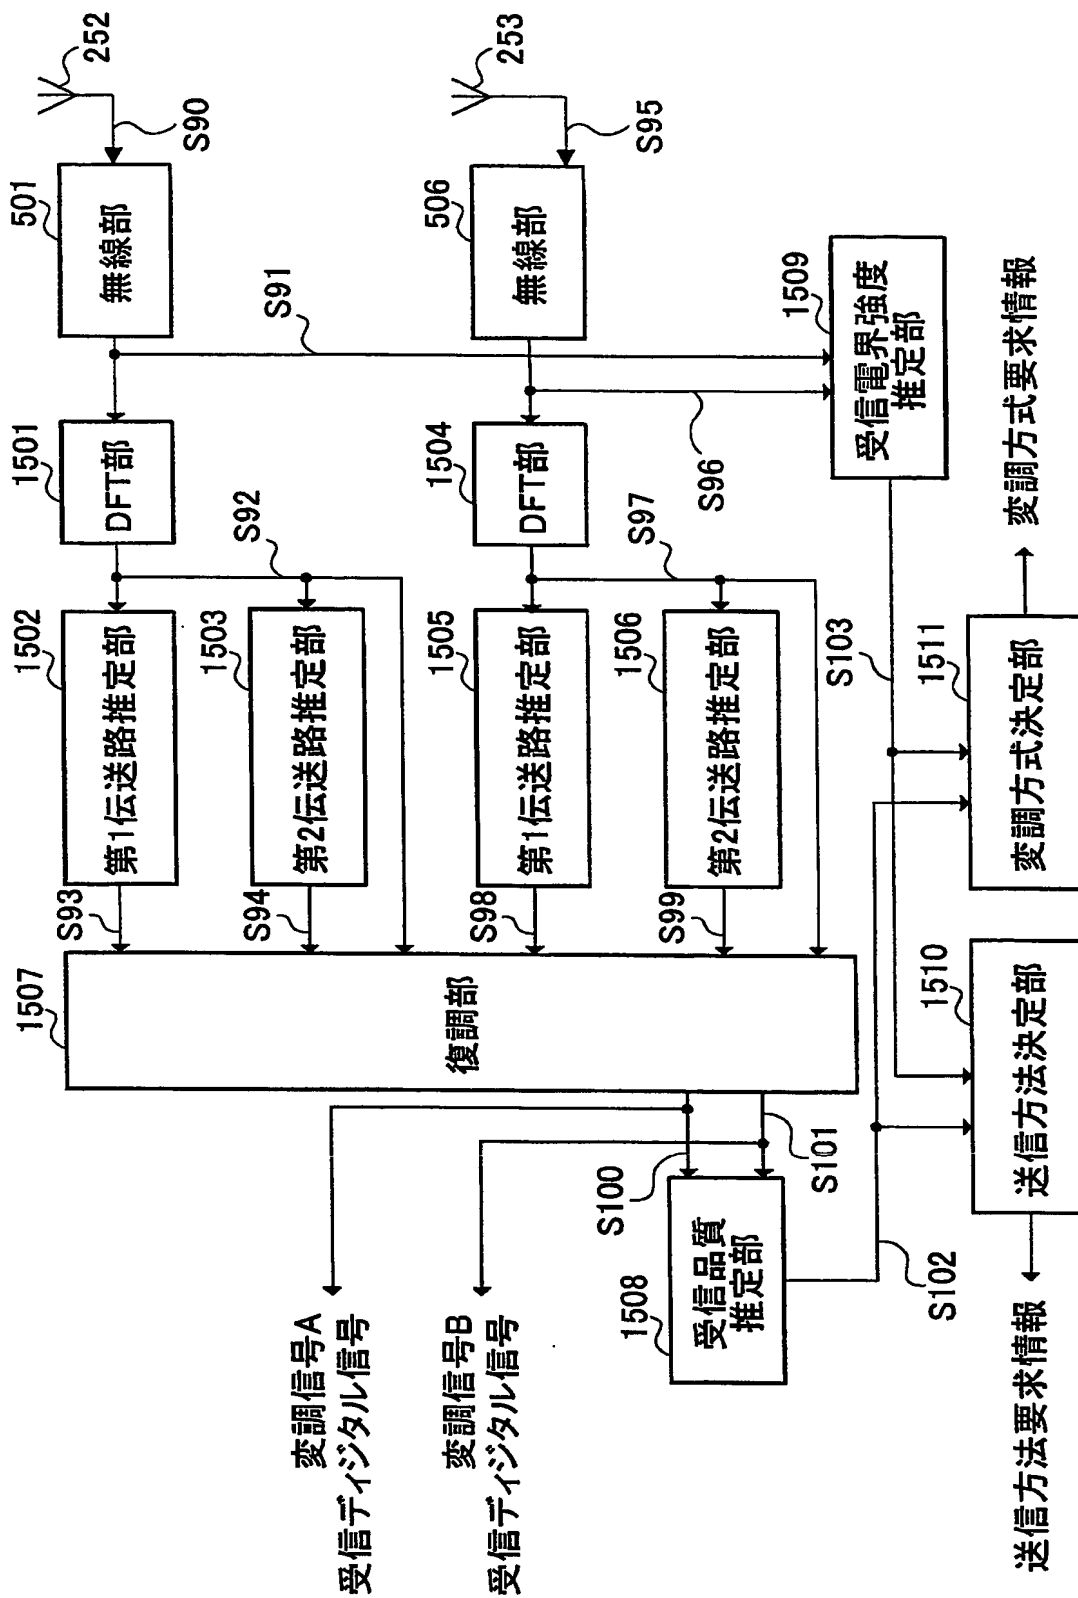 252
S90
501
無線部
S91
1501
DFT部
S92
1502
第1伝送路推定部
S93
1503
第2伝送路推定部
S94
253
S95
506
無線部
S96
1504
DFT部
S97
1505
第1伝送路推定部
S98
1506
第2伝送路推定部
S99
1507
復調部
S100
S101
変調信号A
受信ディジタル信号
変調信号B
受信ディジタル信号
1508
受信品質
推定部
S102
1509
受信電界強度
推定部
S103
1511
変調方式決定部
変調方式要求情報
1510
送信方法決定部
送信方法要求情報